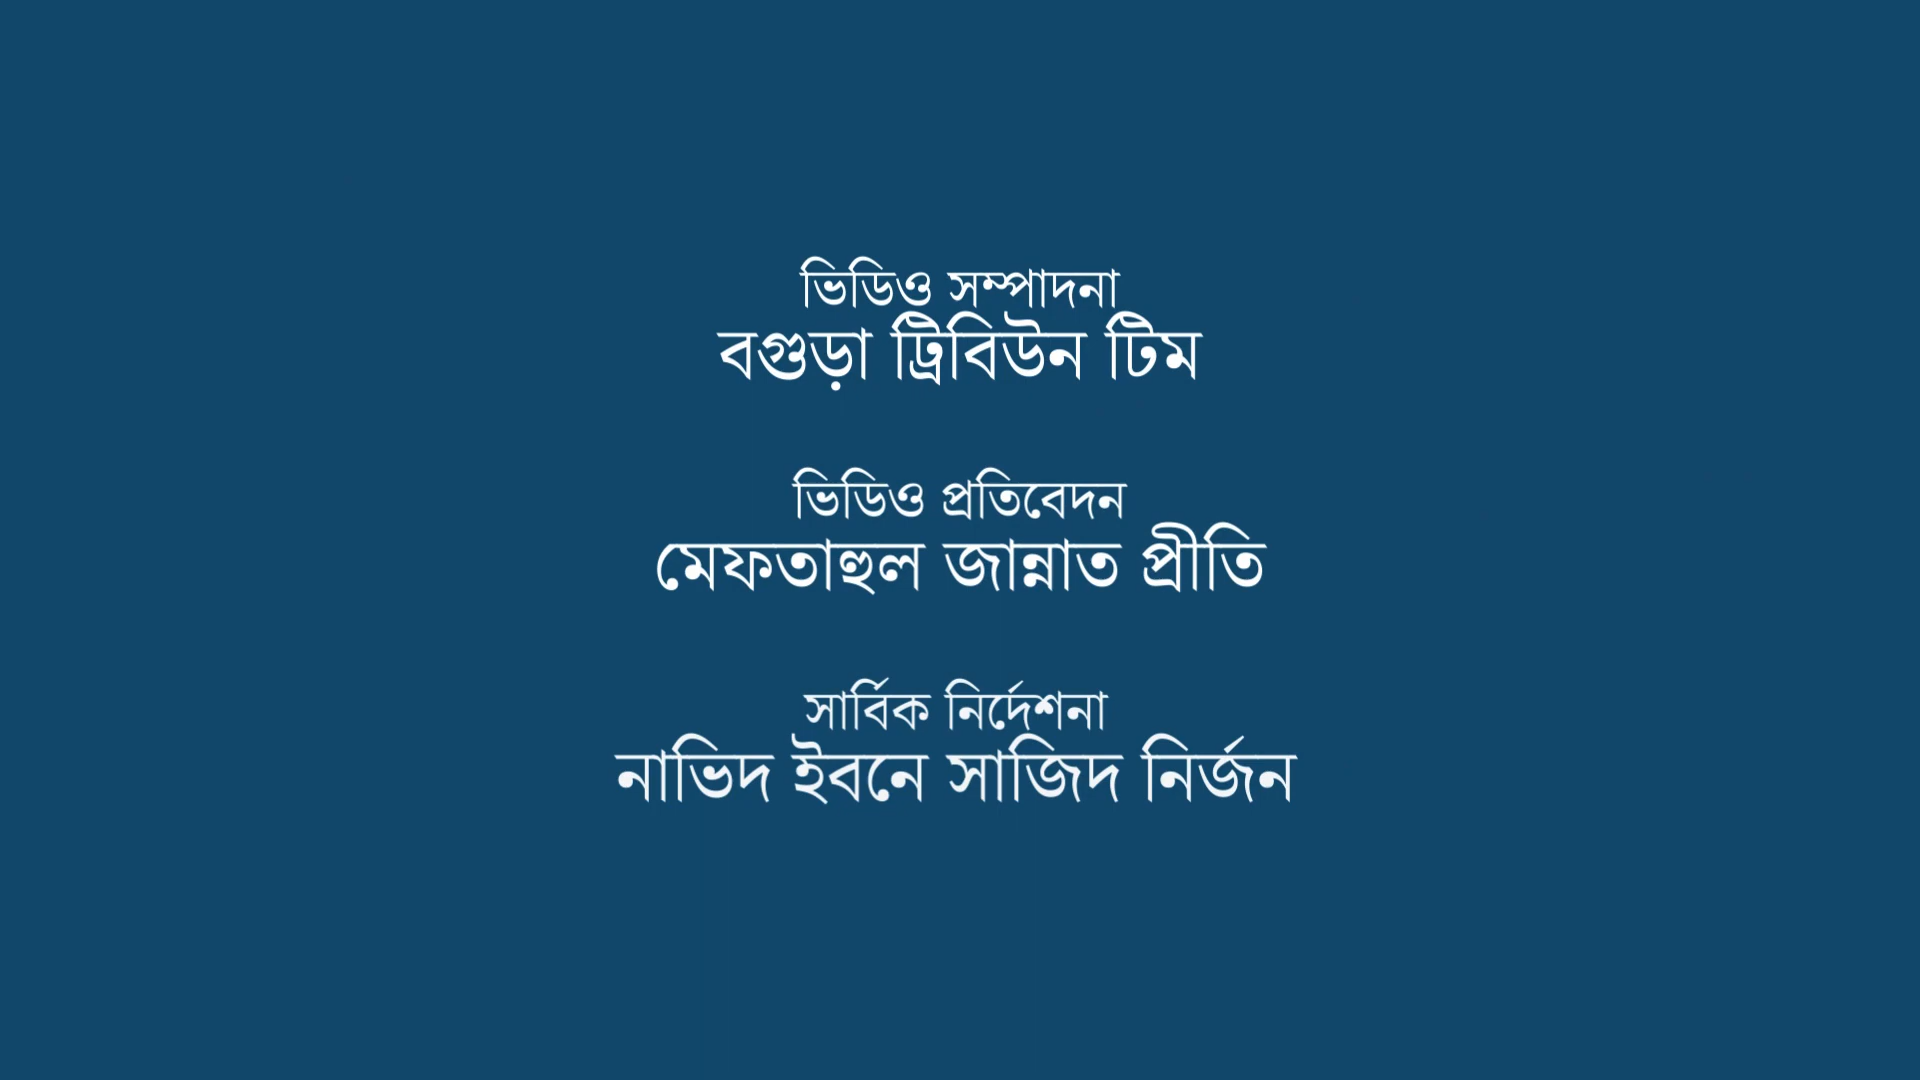 ভিডিও সম্পাদনা
বগুড়া ট্রিবিউন টিম
ভিডিও প্রতিবেদন
মেফতাহুল জান্নাত প্রীতি
সার্বিক নির্দেশনা
নাভিদ ইবনে সাজিদ নির্জন